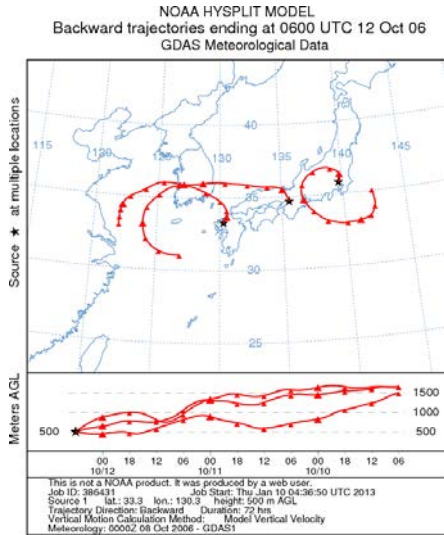 NOAA HYSPLIT MODEL
Backward trajectories ending at 0600 UTC 12 Oct 06
GDAS Meteorological Data
Source ★ at multiple locations
115
120
125
130
135
140
145
40
35
30
25
Meters AGL
500
1500
1000
500
00 18 12 06 00 18 12 06 00 18 12 06
10/12 10/11 10/10
This is not a NOAA product. It was produced by a web user.
Job ID: 386431 Job Start: Thu Jan 10 04:36:50 UTC 2013
Source 1 lat.: 33.3 lon.: 130.3 height: 500 m AGL
Trajectory Direction: Backward Duration: 72 hrs
Vertical Motion Calculation Method: Model Vertical Velocity
Meteorology: 0000Z 08 Oct 2006 - GDAS1